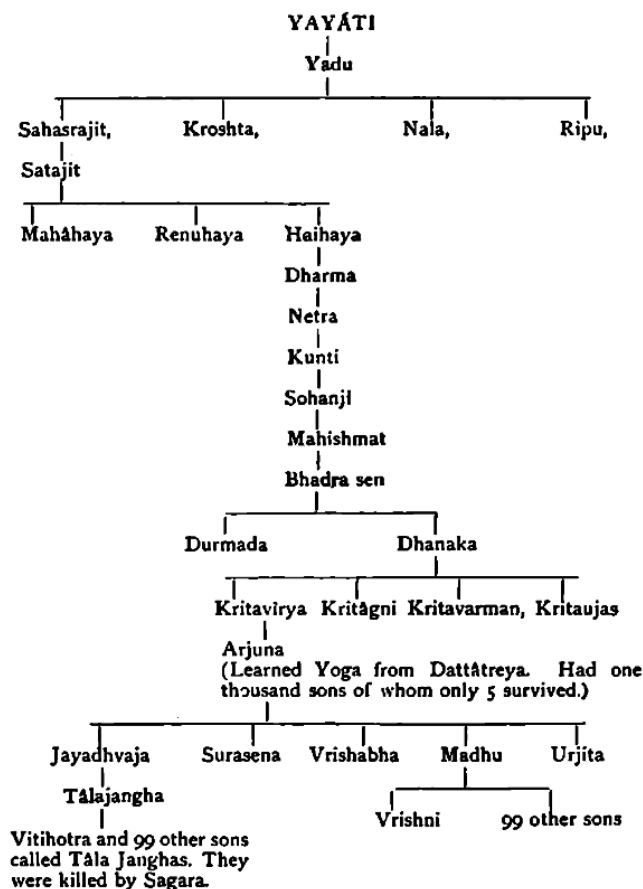 YAYÁTI
Yadu
Sahasrajit, Kroshta, Nala, Ripu,
Satajit
Mahâhaya Renuhaya Haihaya
Dharma
Netra
Kunti
Sohanji
Mahishmat
Bhadra sen
Durmada Dhanaka
Kritavîrya Kritâgni Kritavarman, Kritaujas
Arjuna
(Learned Yoga from Dattâtreya. Had one
thousand sons of whom only 5 survived.)
Jayadhvaja Surasena Vrishabha Madhu Urjita
Tâlajangha
Vrishni 99 other sons
Vitihotra and 99 other sons
called Tâla Janghas. They
were killed by Sagara.